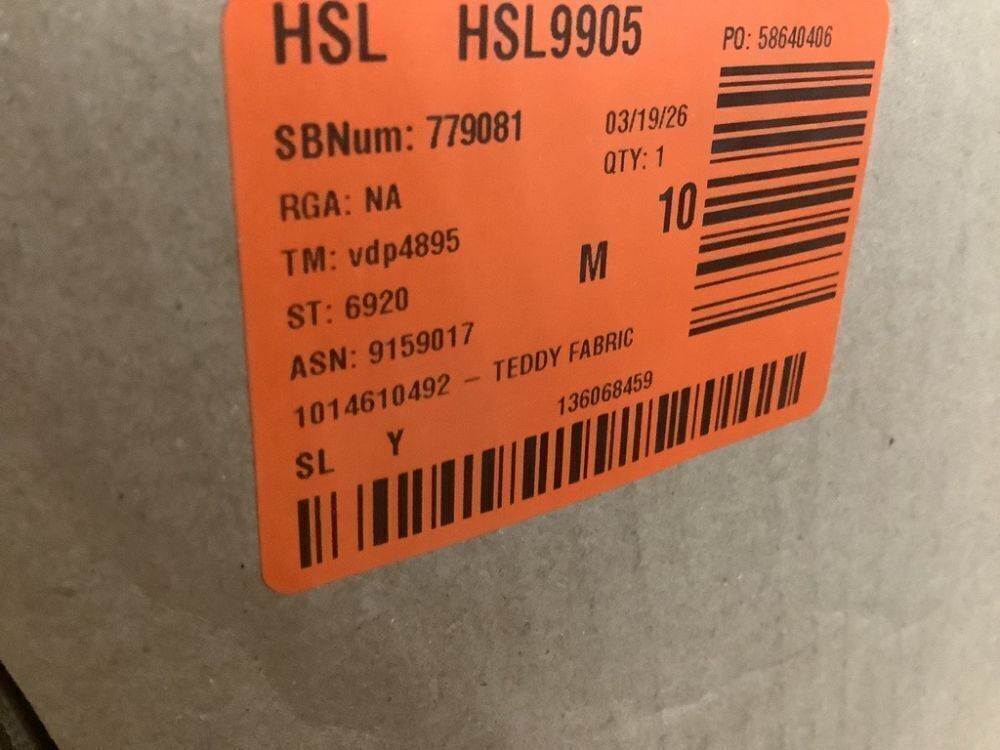 HSL HSL9905 PO: 58640406
SBNum: 779081 03/19/26
RGA: NA QTY: 1
TM: vdp4895 M 10
ST: 6920
ASN: 9159017
1014610492 - TEDDY FABRIC
SL Y 136068459